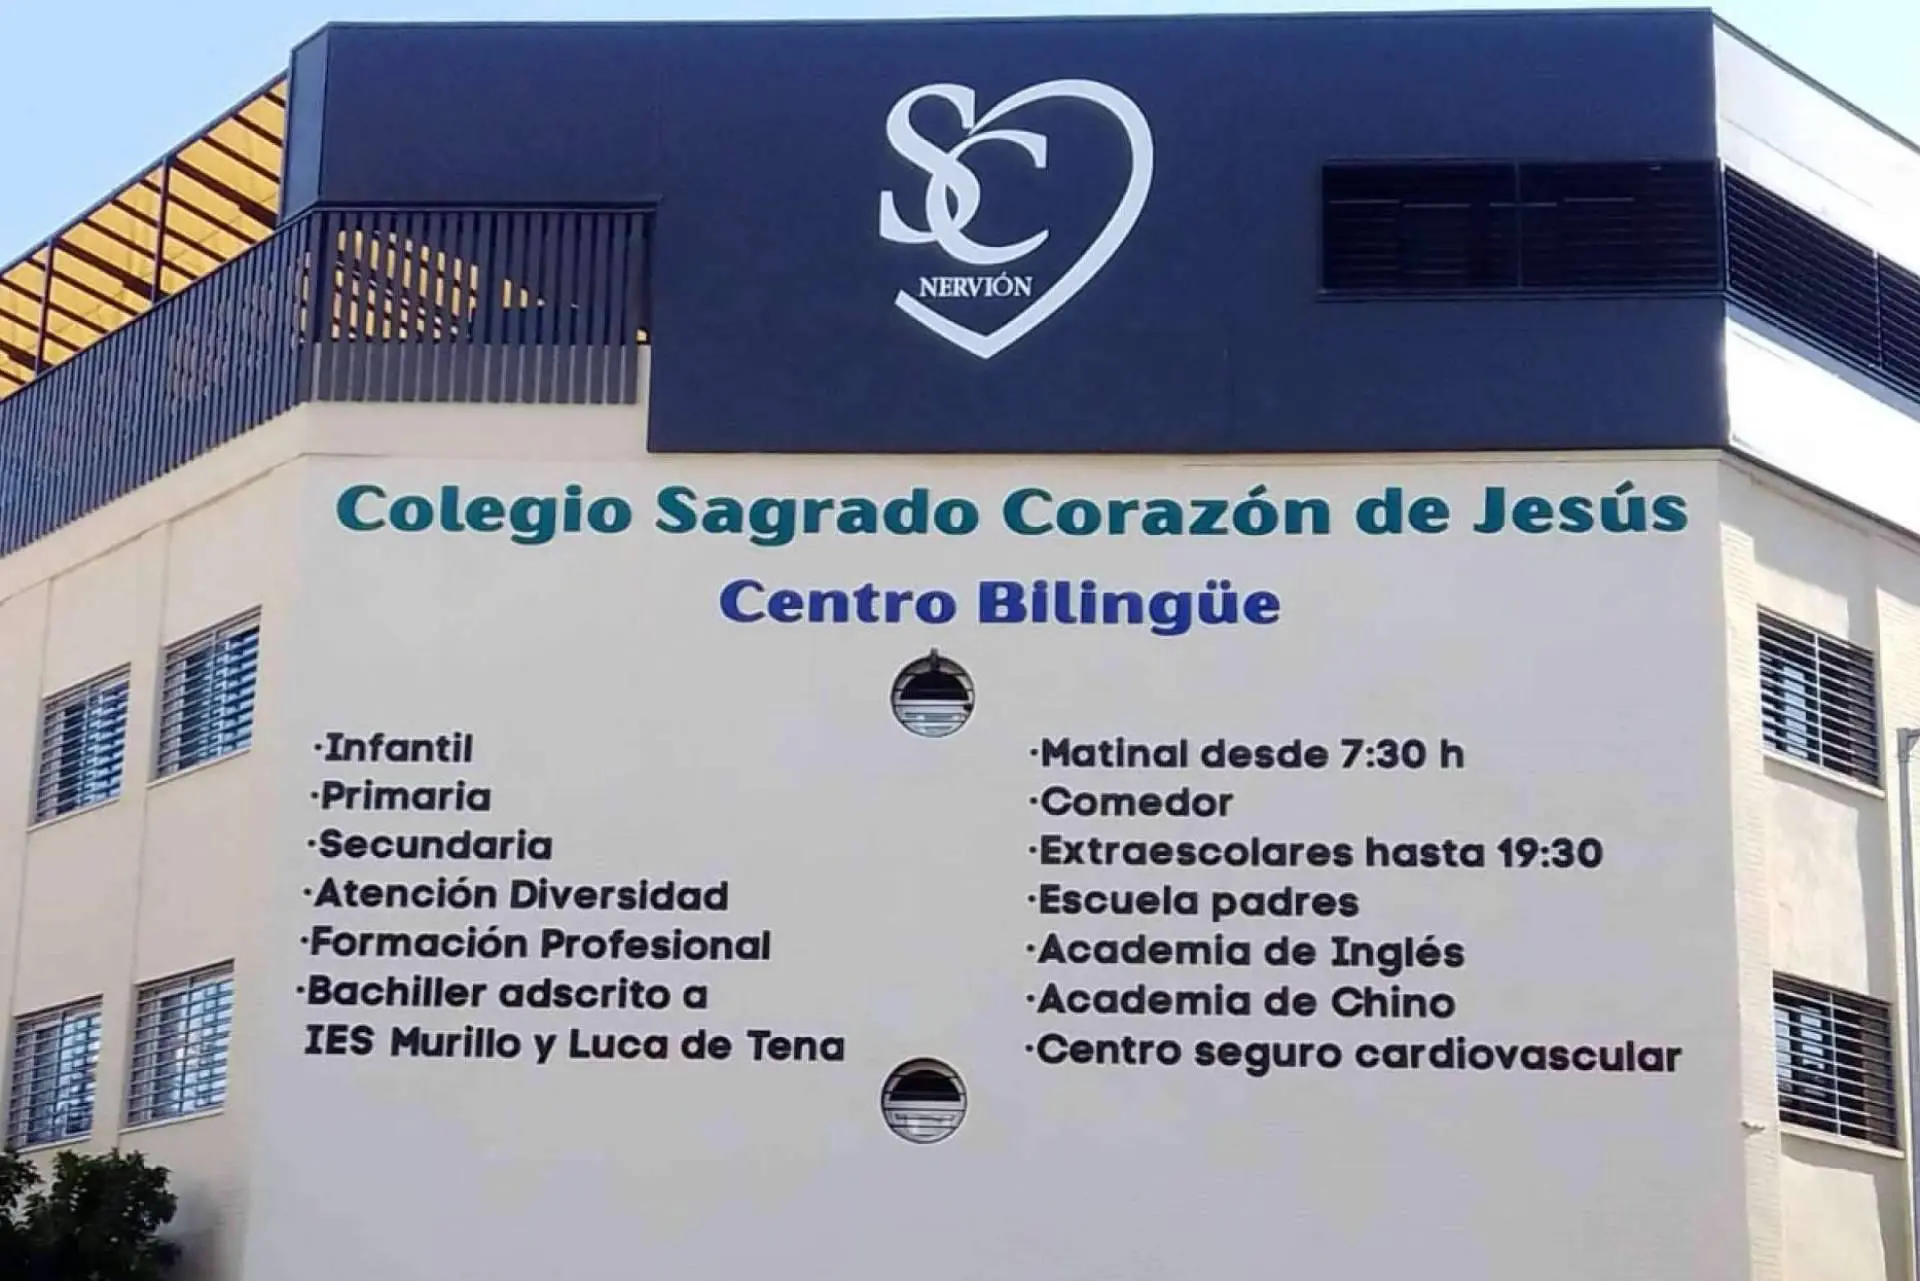 SC
NERVIÓN
Colegio Sagrado Corazón de Jesús
Centro Bilingüe
·Infantil
·Primaria
·Secundaria
·Atención Diversidad
·Formación Profesional
·Bachiller adscrito a
IES Murillo y Luca de Tena
·Matinal desde 7:30 h
·Comedor
·Extraescolares hasta 19:30
·Escuela padres
·Academia de Inglés
·Academia de Chino
·Centro seguro cardiovascular